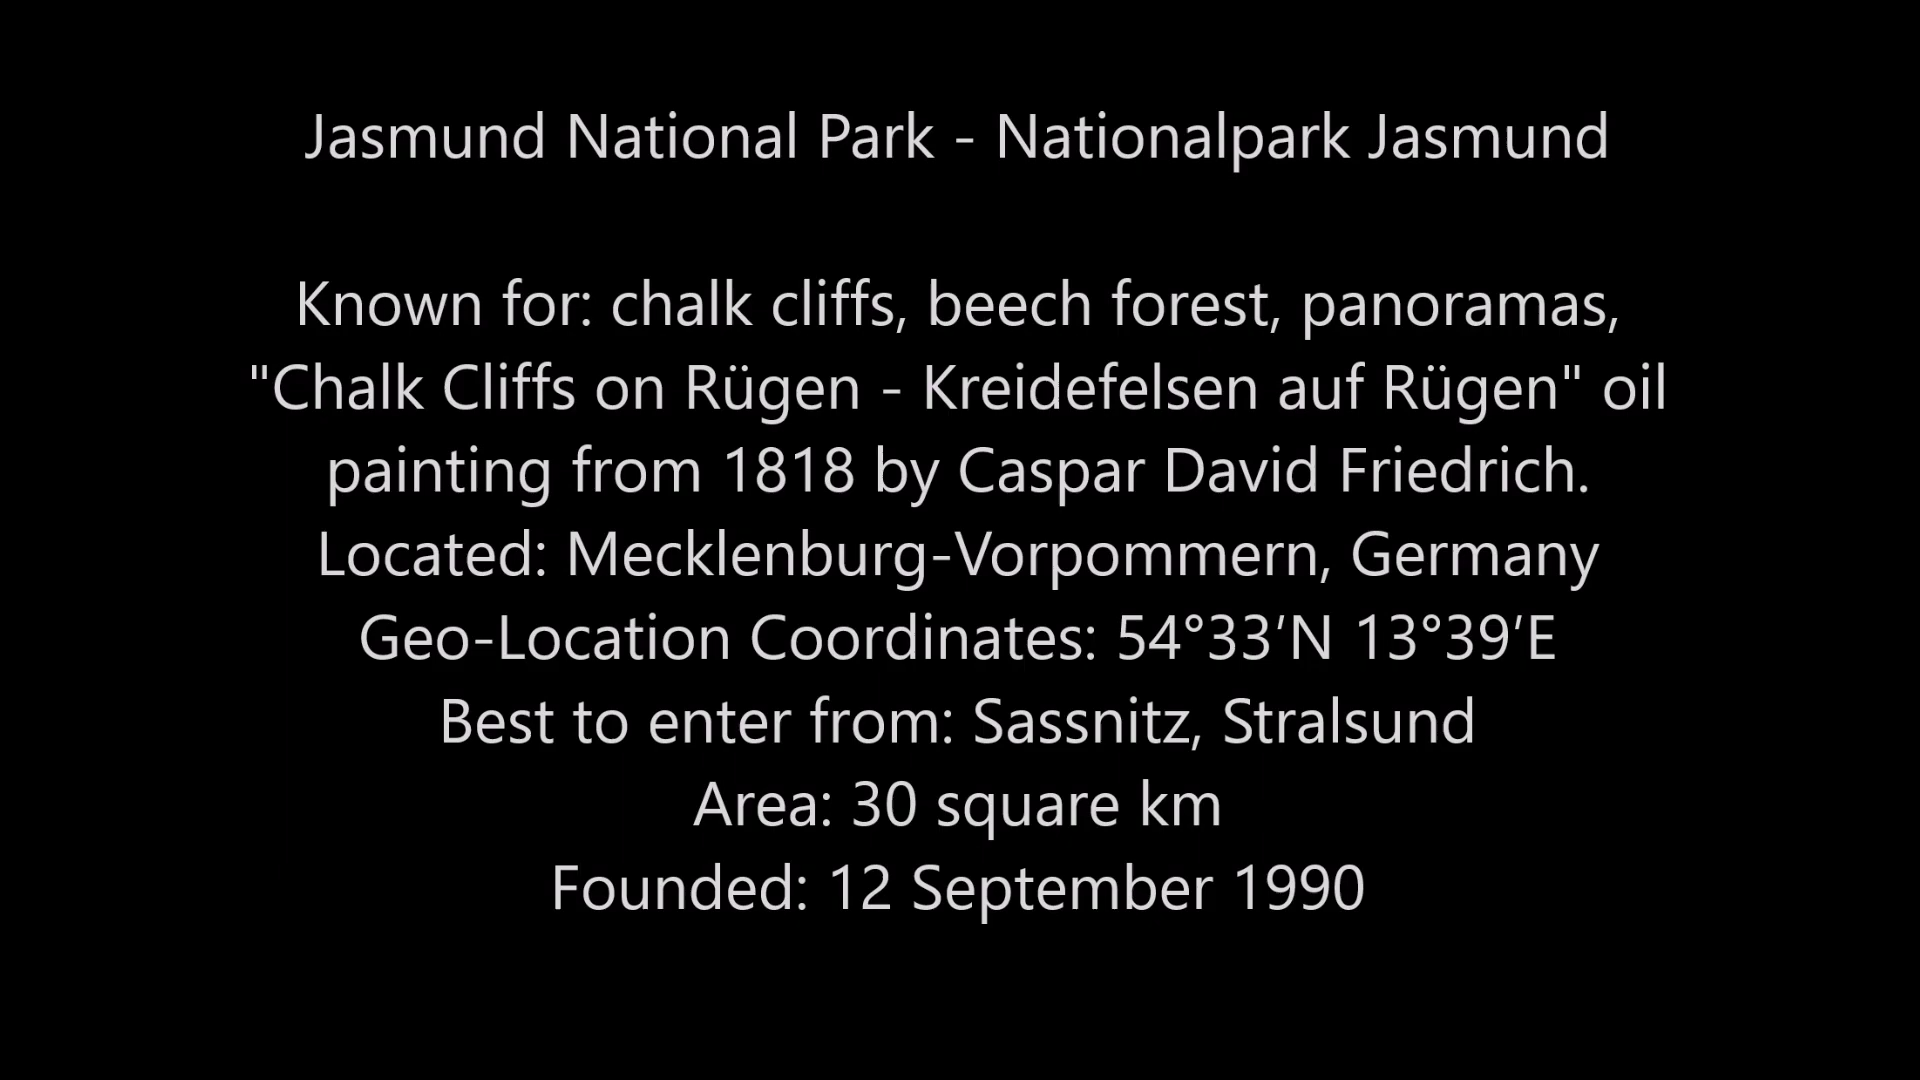 Jasmund National Park - Nationalpark Jasmund
Known for: chalk cliffs, beech forest, panoramas,
"Chalk Cliffs on Rügen - Kreidefelsen auf Rügen" oil
painting from 1818 by Caspar David Friedrich.
Located: Mecklenburg-Vorpommern, Germany
Geo-Location Coordinates: 54°33′N 13°39′E
Best to enter from: Sassnitz, Stralsund
Area: 30 square km
Founded: 12 September 1990